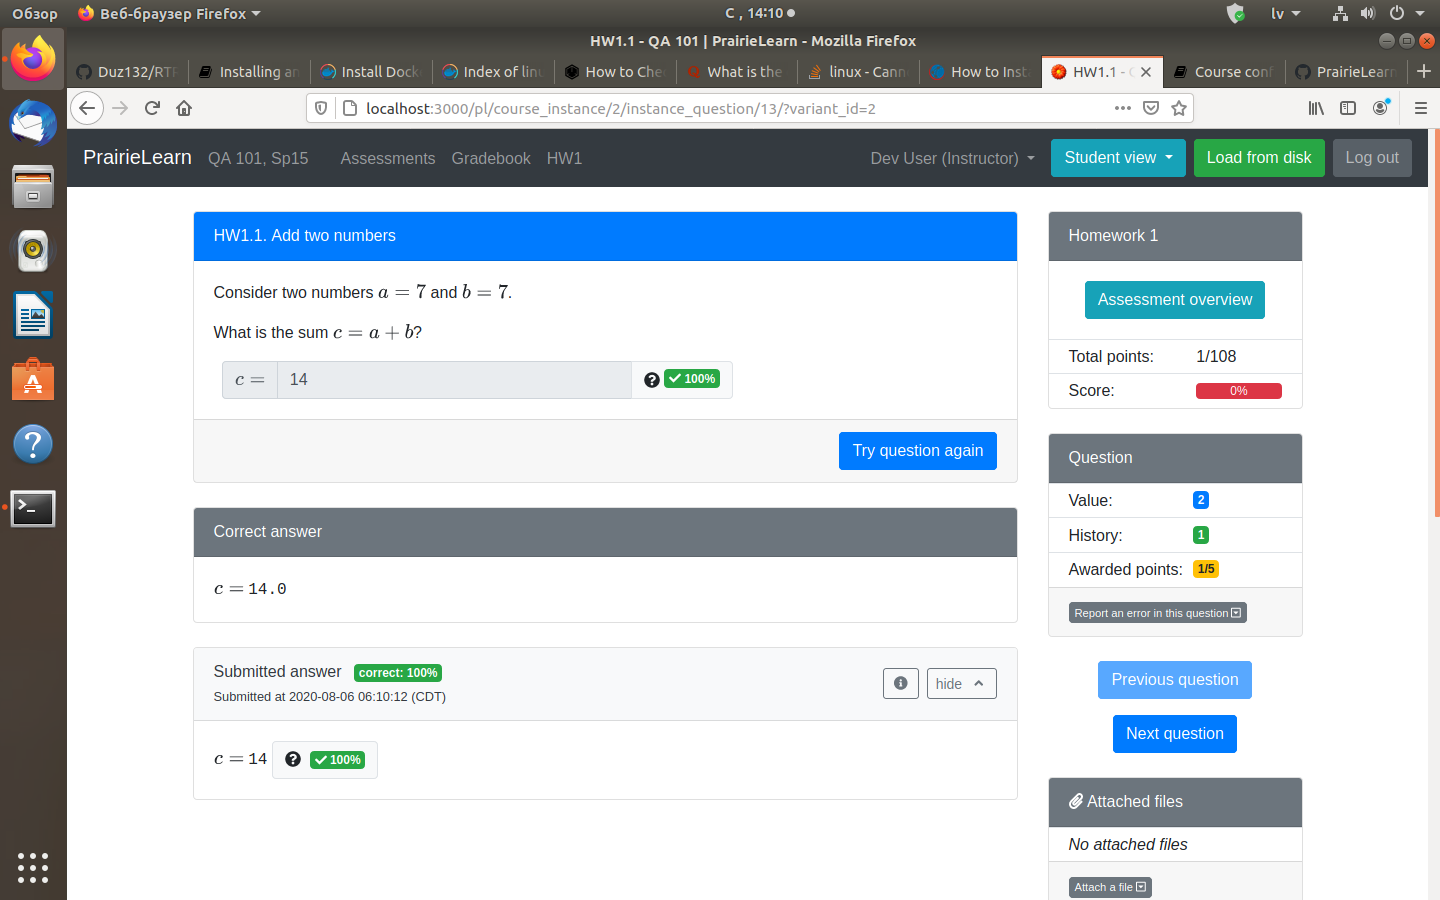 Обзор
Веб-браузер Firefox
С , 14:10
lv
HW1.1 - QA 101 | PrairieLearn - Mozilla Firefox
Duz132/RTR
Installing an
Install Dock
Index of linu
How to Chec
What is the
linux - Cann
How to Insta
HW1.1 - Q
Course conf
PrairieLearn
localhost:3000/pl/course_instance/2/instance_question/13/?variant_id=2
PrairieLearn
QA 101, Sp15
Assessments
Gradebook
HW1
Dev User (Instructor)
Student view
Load from disk
Log out
HW1.1. Add two numbers
Consider two numbers a = 7 and b = 7.
What is the sum c = a + b?
c = 14 100%
Try question again
Correct answer
c = 14.0
Submitted answer correct: 100%
Submitted at 2020-08-06 06:10:12 (CDT)
hide
c = 14 100%
Homework 1
Assessment overview
Total points: 1/108
Score: 0%
Question
Value: 2
History: 1
Awarded points: 1/5
Report an error in this question
Previous question
Next question
Attached files
No attached files
Attach a file